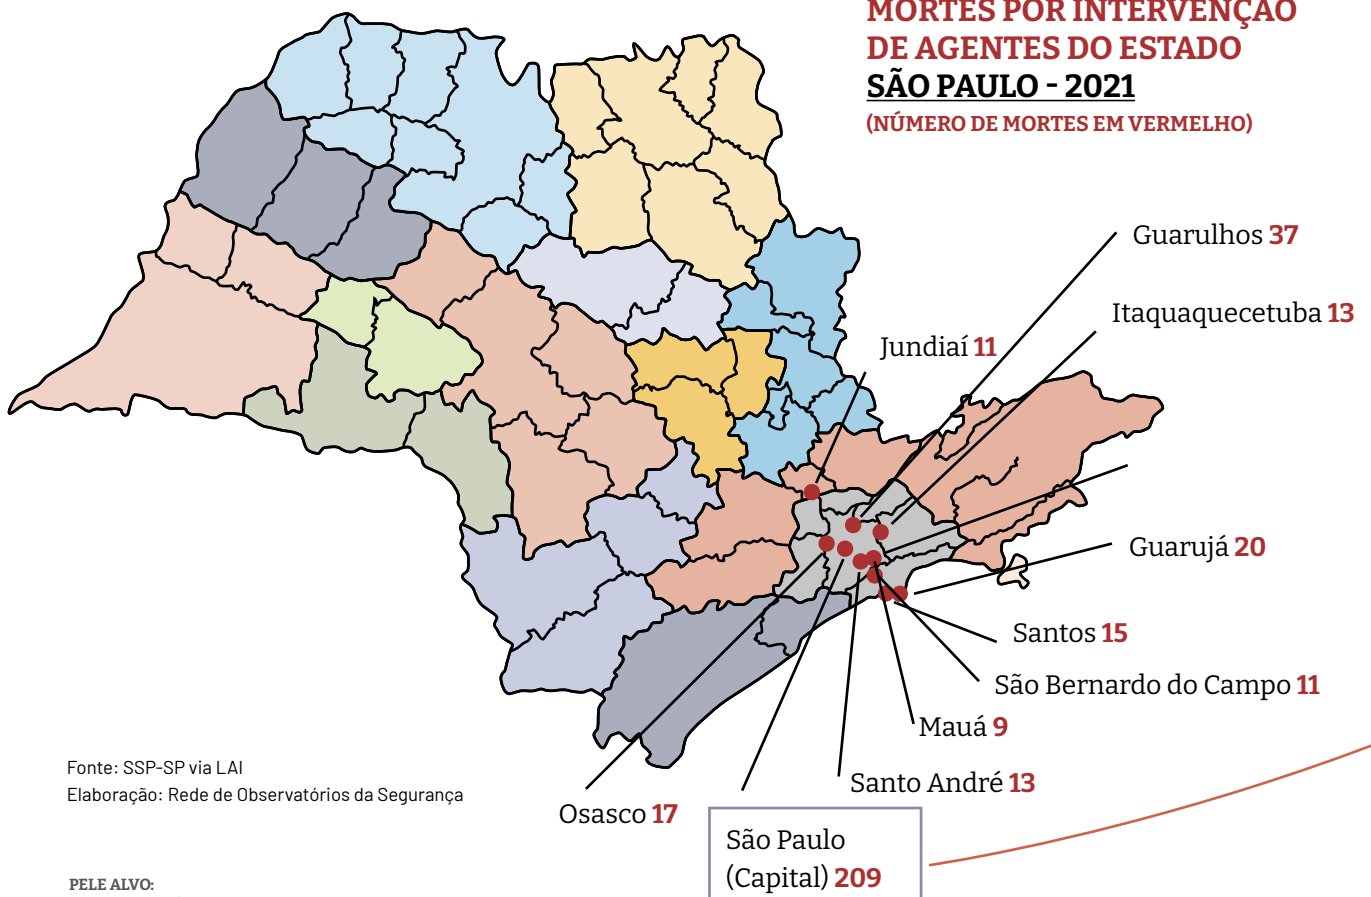 MORTES POR INTERVENÇÃO
DE AGENTES DO ESTADO
SÃO PAULO - 2021
(NÚMERO DE MORTES EM VERMELHO)
Guarulhos 37
Itaquaquecetuba 13
Jundiaí 11
Guarujá 20
Santos 15
São Bernardo do Campo 11
Mauá 9
Santo André 13
Osasco 17
São Paulo
(Capital) 209
Fonte: SSP-SP via LAI
Elaboração: Rede de Observatórios da Segurança
PELE ALVO: